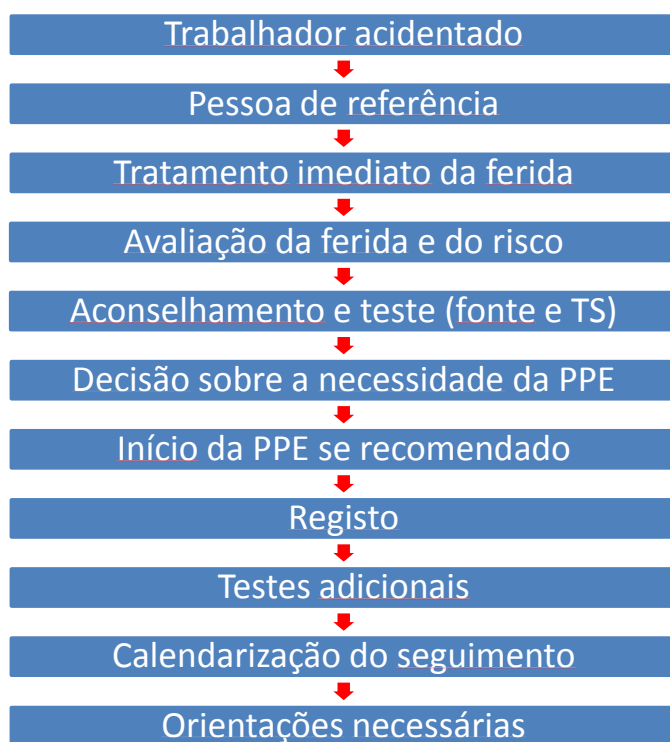 Trabalhador acidentado
Pessoa de referência
Tratamento imediato da ferida
Avaliação da ferida e do risco
Aconselhamento e teste (fonte e TS)
Decisão sobre a necessidade da PPE
Início da PPE se recomendado
Registo
Testes adicionais
Calendarização do seguimento
Orientações necessárias